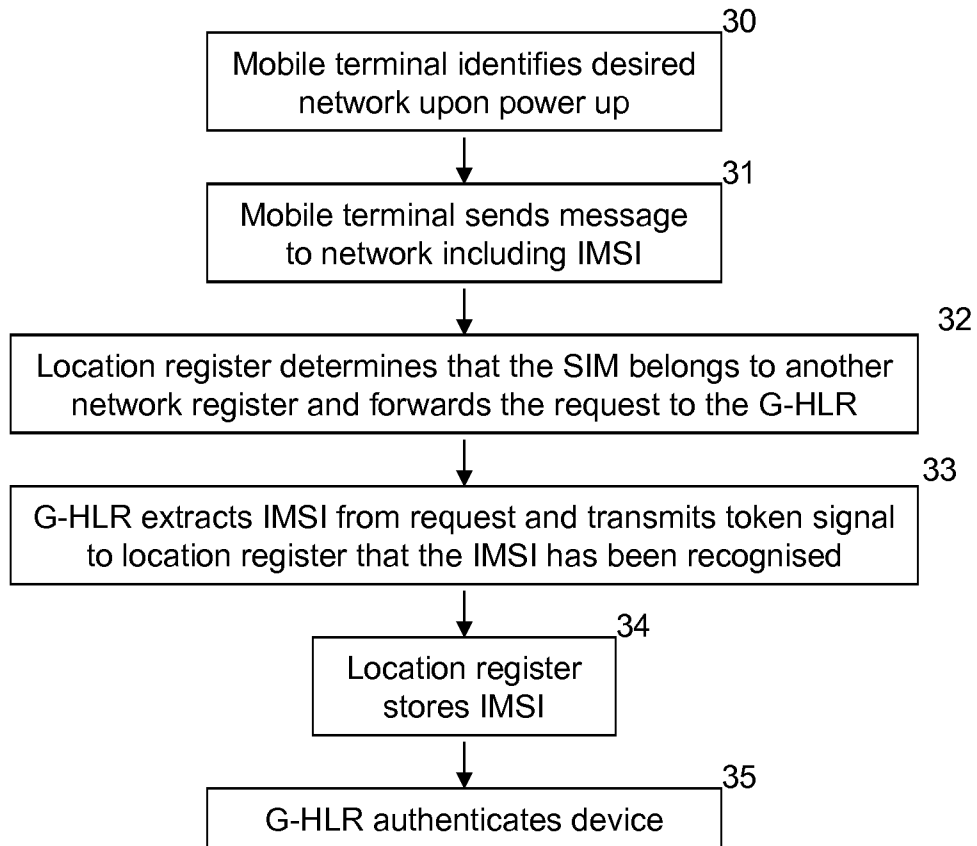 30
Mobile terminal identifies desired
network upon power up
31
Mobile terminal sends message
to network including IMSI
32
Location register determines that the SIM belongs to another
network register and forwards the request to the G-HLR
33
G-HLR extracts IMSI from request and transmits token signal
to location register that the IMSI has been recognised
34
Location register
stores IMSI
35
G-HLR authenticates device